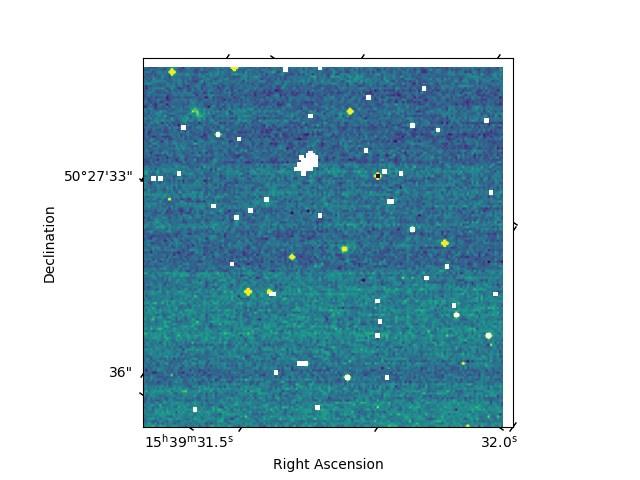 50°27'33"
Declination
36"
15ʰ39ᵐ31.5ˢ
32.0ˢ
Right Ascension